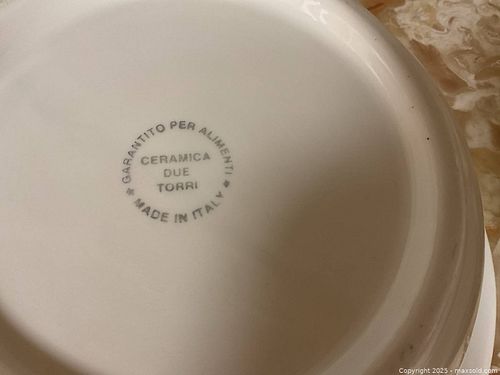 GARANTITO PER ALIMENTI
CERAMICA
DUE
TORRI
* MADE IN ITALY *
Copyright 2025 - maxsold.com